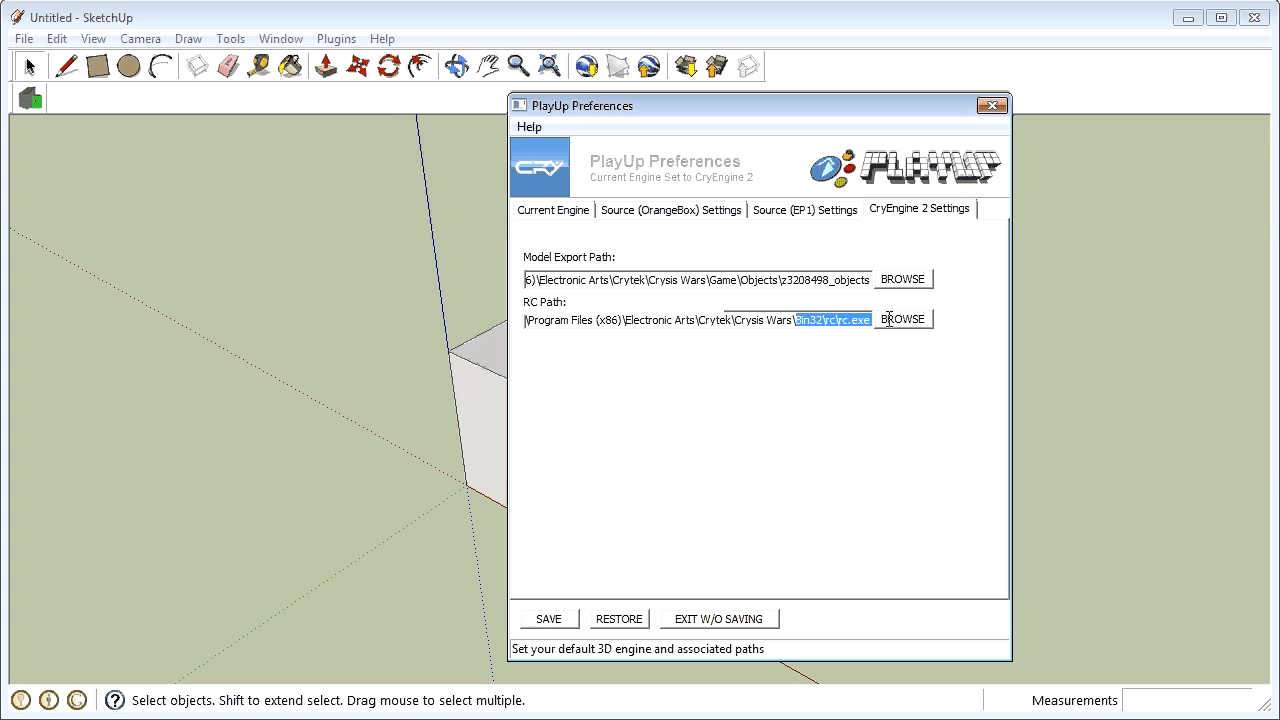 Untitled - SketchUp
File Edit View Camera Draw Tools Window Plugins Help
PlayUp Preferences
Help
CRY
PlayUp Preferences
Current Engine Set to CryEngine 2
PLAYUP
Current Engine Source (OrangeBox) Settings Source (EP1) Settings CryEngine 2 Settings
Model Export Path:
6)\Electronic Arts\Crytek\Crysis Wars\Game\Objects\z3208498_objects BROWSE
RC Path:
\Program Files (x86)\Electronic Arts\Crytek\Crysis Wars\Bin32\rc\rc.exe BROWSE
SAVE RESTORE EXIT W/O SAVING
Set your default 3D engine and associated paths
Select objects. Shift to extend select. Drag mouse to select multiple. Measurements